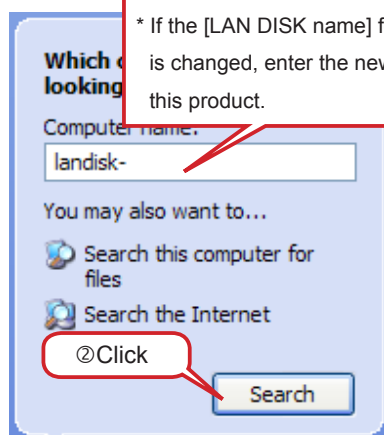 * If the [LAN DISK name] f
is changed, enter the new
this product.
Which
looking
Computer name:
landisk-
You may also want to...
Search this computer for
files
Search the Internet
②Click
Search